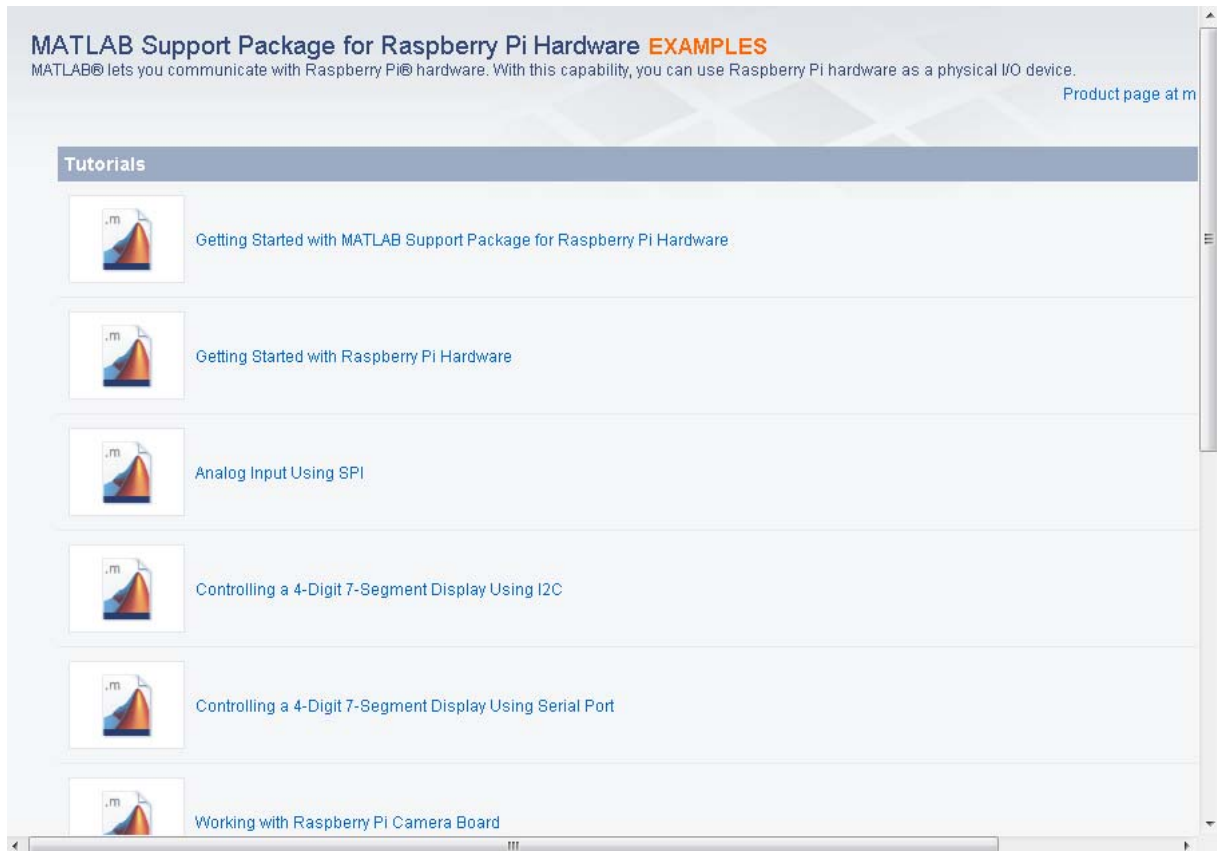 MATLAB Support Package for Raspberry Pi Hardware EXAMPLES
MATLAB® lets you communicate with Raspberry Pi® hardware. With this capability, you can use Raspberry Pi hardware as a physical I/O device.
Product page at m
Tutorials
.m
Getting Started with MATLAB Support Package for Raspberry Pi Hardware
.m
Getting Started with Raspberry Pi Hardware
.m
Analog Input Using SPI
.m
Controlling a 4-Digit 7-Segment Display Using I2C
.m
Controlling a 4-Digit 7-Segment Display Using Serial Port
.m
Working with Raspberry Pi Camera Board